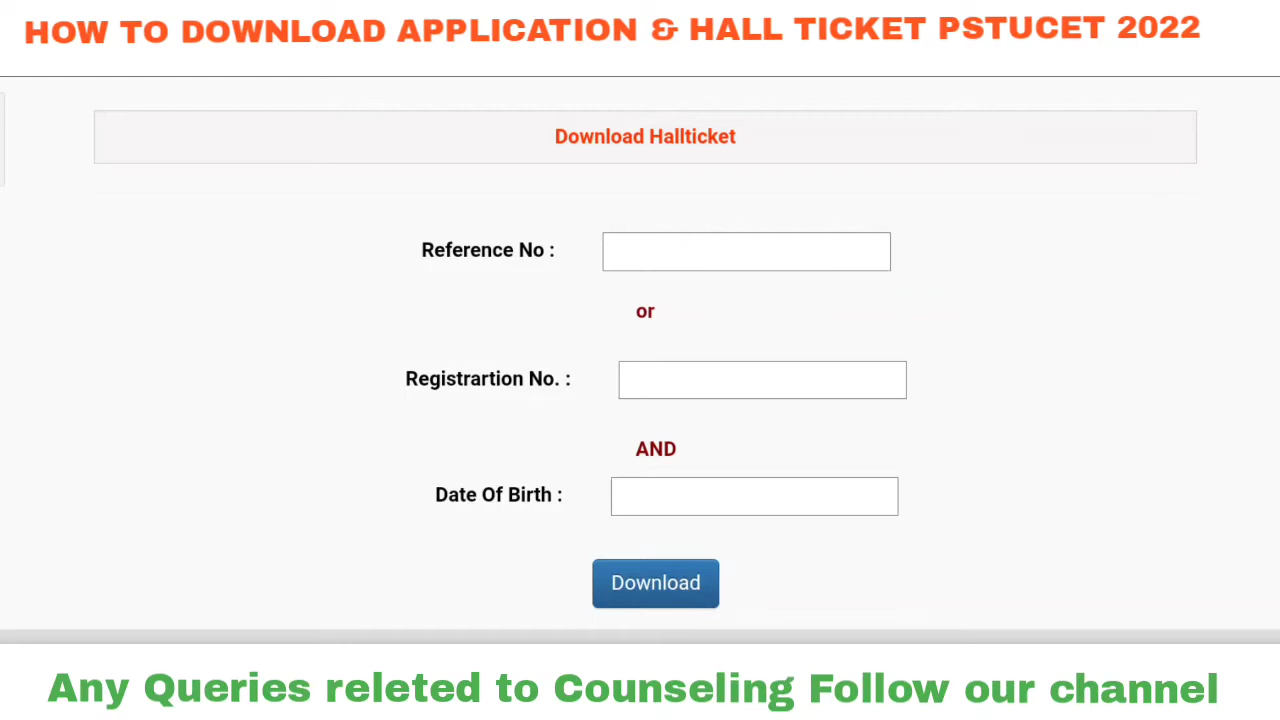 HOW TO DOWNLOAD APPLICATION & HALL TICKET PSTUCET 2022
Download Hallticket
Reference No :
or
Registrartion No. :
AND
Date Of Birth :
Download
Any Queries releted to Counseling Follow our channel